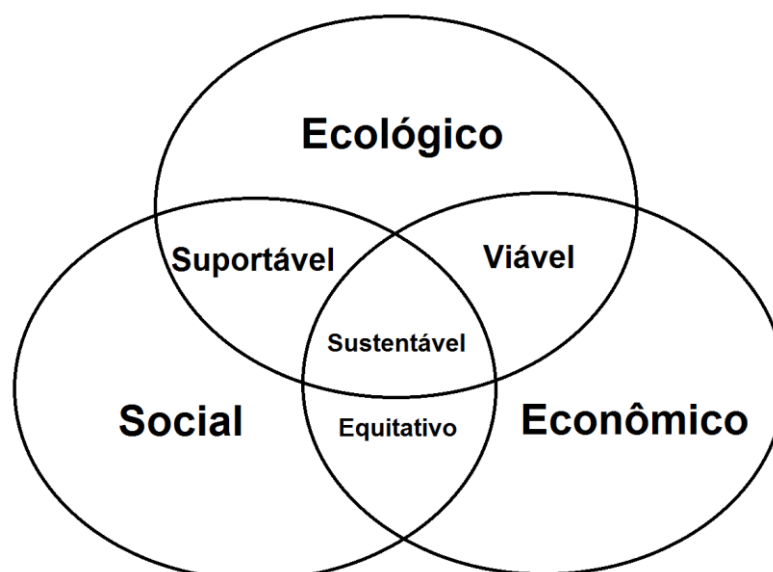 Ecológico
Suportável
Viável
Sustentável
Social
Equitativo
Econômico